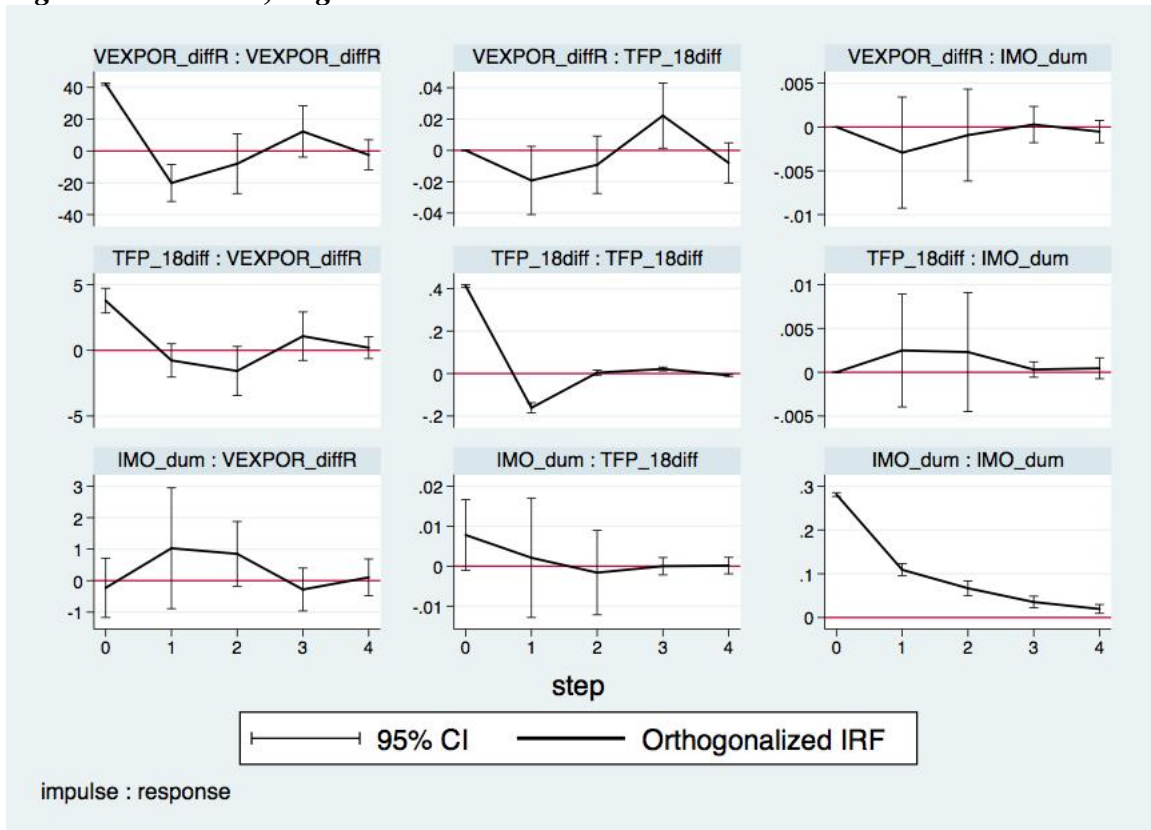 VEXPOR_diffR : VEXPOR_diffR
VEXPOR_diffR : TFP_18diff
VEXPOR_diffR : IMO_dum
40
20
0
-20
-40
.04
.02
0
-.02
-.04
.005
0
-.005
-.01
TFP_18diff : VEXPOR_diffR
TFP_18diff : TFP_18diff
TFP_18diff : IMO_dum
5
0
-5
.4
.2
0
-.2
.01
.005
0
-.005
IMO_dum : VEXPOR_diffR
IMO_dum : TFP_18diff
IMO_dum : IMO_dum
3
2
1
0
-1
.02
.01
0
-.01
.3
.2
.1
0
0 1 2 3 4
0 1 2 3 4
0 1 2 3 4
step
95% CI
Orthogonalized IRF
impulse : response